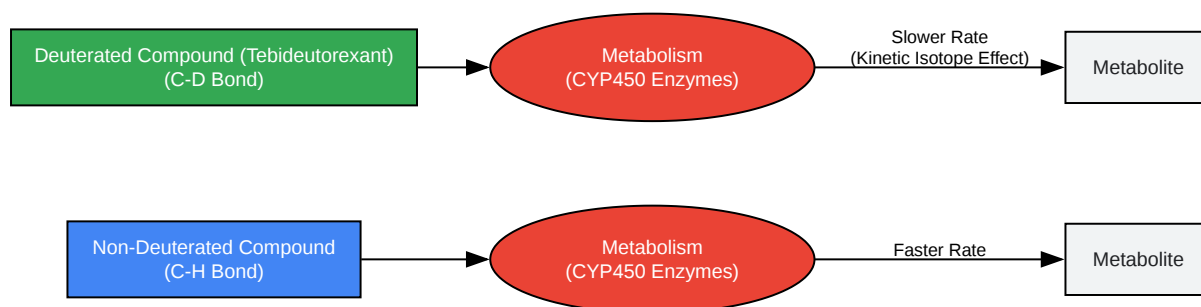 Deuterated Compound (Tebideutorexant)
(C-D Bond)
Metabolism
(CYP450 Enzymes)
Slower Rate
(Kinetic Isotope Effect)
Metabolite
Non-Deuterated Compound
(C-H Bond)
Metabolism
(CYP450 Enzymes)
Faster Rate
Metabolite